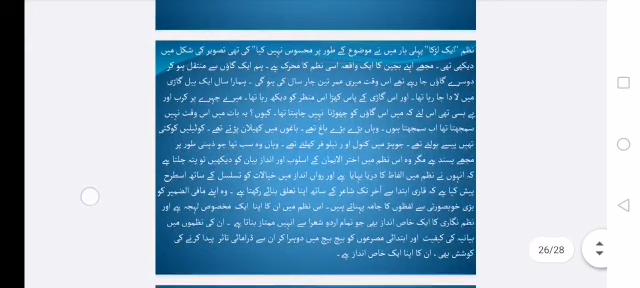 نظم "ایک لڑکا" پہلی بار میں نے موضوع کے طور پر محسوس نہیں کیا" کی تھی تصویر کی شکل میں
دیکھی تھی۔ مجھے اپنے بچپن کا ایک واقعہ اسی نظم کا محرک ہے۔ ہم ایک گاؤں سے منتقل ہو کر
دوسرے گاؤں جا رہے تھے اس وقت میری عمر تین چار سال کی ہو گی۔ ہمارا سال ایک بیل گاڑی
میں لا دا جا رہا تھا۔ اور اس گاڑی کے پاس کھڑا اس منظر کو دیکھ رہا تھا۔ میرے چہرے پر کرب اور
بے بسی تھی اس لئے کہ میں اس گاؤں کو چھوڑنا نہیں چاہتا تھا۔ کیوں؟ یہ بات میں اس وقت نہیں
سمجھتا تھا اب سمجھتا ہوں۔ وہاں بڑے بڑے باغ تھے۔ باغوں میں کھلیان پڑتے تھے۔ کوئلیں کوکتی
تھیں پپیہے بولتے تھے۔ جوہڑ میں کنول او ر نیلو فر کھلتے تھے۔ وہاں وہ سب تھا جو ذہنی طور پر
مجھے پسند ہے مگر وہ اس نظم میں اختر الایمان کے اسلوب اور انداز بیان کو دیکھیں تو پتہ چلتا ہے
کہ انہوں نے نظم میں الفاظ کا دریا بہایا ہے اور رواں انداز میں خیالات کو تسلسل کے ساتھ اسطرح
پیش کیا ہے کہ قاری ابتدا سے آخر تک شاعر کے ساتھ اپنا تعلق بنائے رکھتا ہے۔ وہ اپنے مافی الضمیر کو
بڑی خوبصورتی سے لفظوں کا جامہ پہناتے ہیں۔ اس نظم میں ان کا اپنا ایک مخصوص لہجہ ہے اور
نظم نگاری کا ایک خاص انداز بھی جو تمام اردو شعرا سے انہیں ممتاز بناتا ہے۔ ان کی نظموں میں
بیانیہ کی کیفیت اور ابتدائی مصرعوں کو بیچ بیچ میں دوہرا کر ان سے ڈرامائی تاثر پیدا کرنے کی
کوشش بھی۔ ان کا اپنا ایک خاص انداز ہے۔
26/28